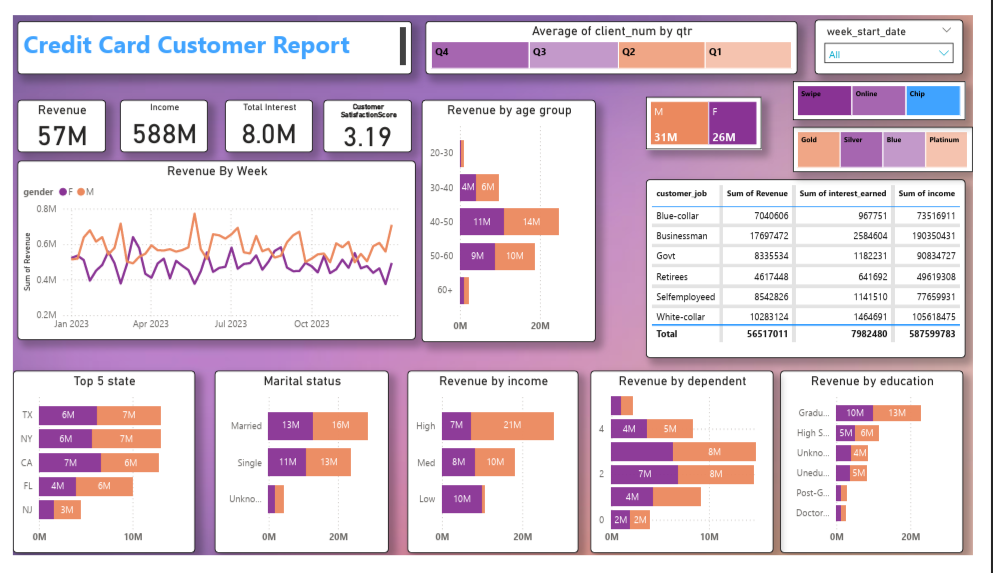 Credit Card Customer Report
Average of client_num by qtr
Q4 Q3 Q2 Q1
week_start_date
All
Revenue
57M
Income
588M
Total Interest
8.0M
Customer
SatisfactionScore
3.19
Revenue by age group
20-30
30-40 4M 6M
40-50 11M 14M
50-60 9M 10M
60+
0M 20M
M F
31M 26M
Swipe Online Chip
Gold Silver Blue Platinum
Revenue By Week
gender F M
Sum of Revenue
0.8M
0.6M
0.4M
0.2M
Jan 2023 Apr 2023 Jul 2023 Oct 2023
customer_job Sum of Revenue Sum of interest_earned Sum of income
Blue-collar 7040606 967751 73516911
Businessman 17697472 2584604 190350431
Govt 8335534 1182231 90834727
Retirees 4617448 641692 49619308
Selfemployeed 8542826 1141510 77659931
White-collar 10283124 1464691 105618475
Total 56517011 7982480 587599783
Top 5 state
TX 6M 7M
NY 6M 7M
CA 7M 6M
FL 4M 6M
NJ 3M
0M 10M
Marital status
Married 13M 16M
Single 11M 13M
Unkno...
0M 20M
Revenue by income
High 7M 21M
Med 8M 10M
Low 10M
0M 20M
Revenue by dependent
4 4M 5M
8M
2 7M 8M
4M
0 2M 2M
0M 10M
Revenue by education
Gradu... 10M 13M
High S... 5M 6M
Unkno... 4M
Unedu... 5M
Post-G...
Doctor...
0M 20M